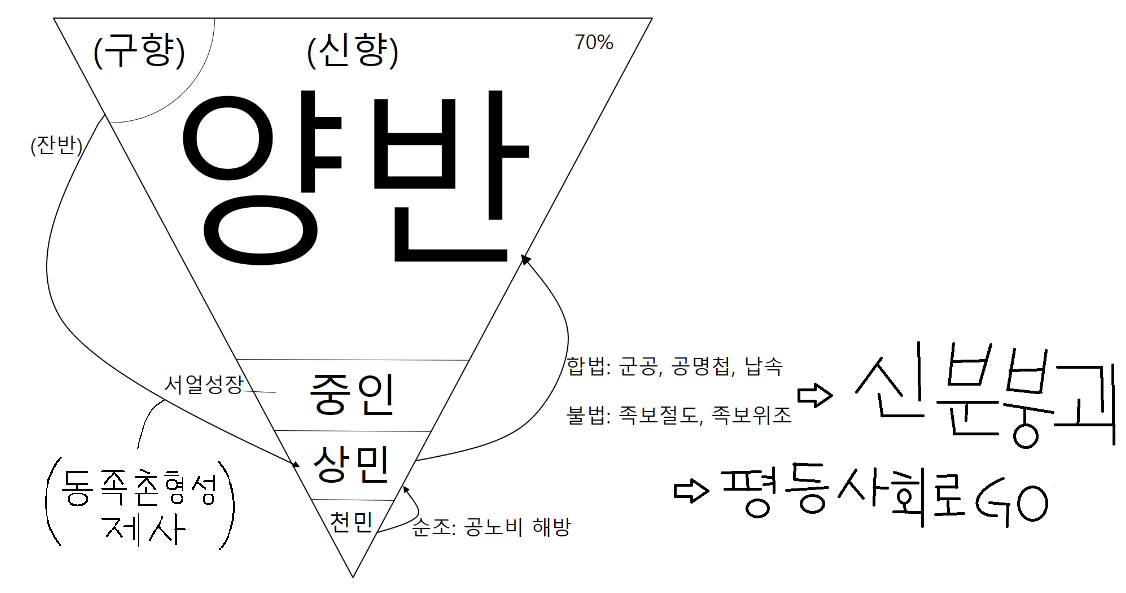 (구향)
(신향)
70%
양반
(잔반)
서얼성장
중인
상민
천민
합법: 군공, 공명첩, 납속
불법: 족보절도, 족보위조
신분붕괴
평등사회로GO
순조: 공노비 해방
(동족촌형성
제사)